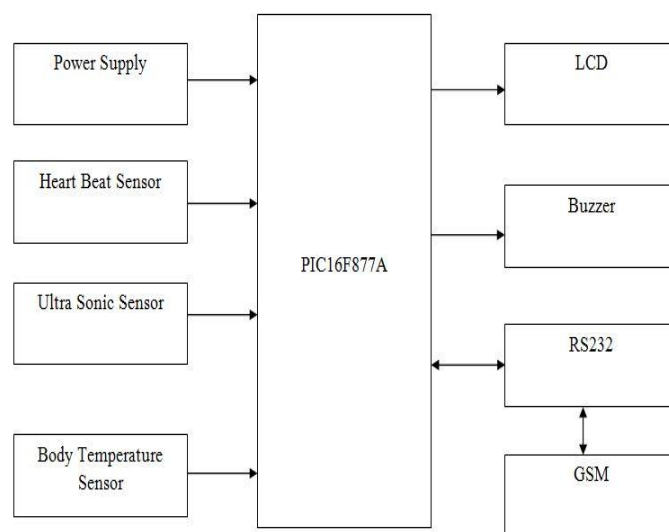 Power Supply
Heart Beat Sensor
Ultra Sonic Sensor
Body Temperature
Sensor
PIC16F877A
LCD
Buzzer
RS232
GSM